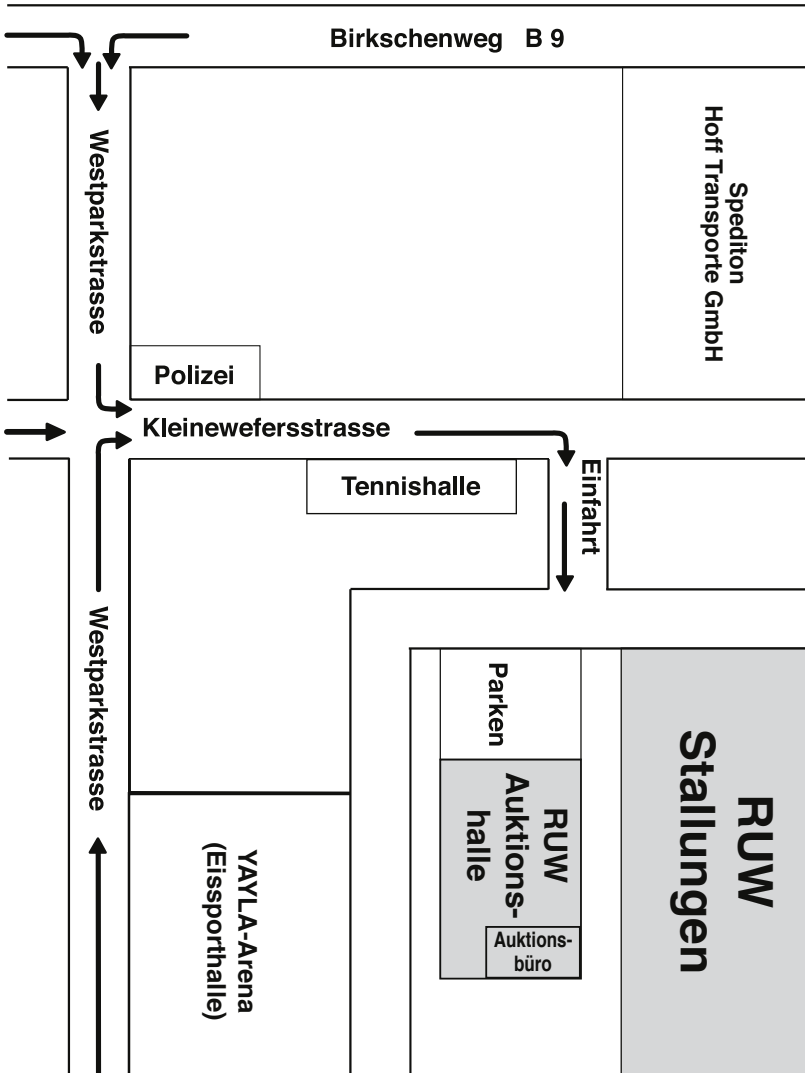 Birkschenweg B 9
Westparkstrasse
Spediton
Hoff Transporte GmbH
Polizei
Kleinewefersstrasse
Einfahrt
Tennishalle
Westparkstrasse
Parken
RUW
Auktions-
halle
Auktions-
büro
RUW
Stallungen
YAYLA-Arena
(Eissporthalle)